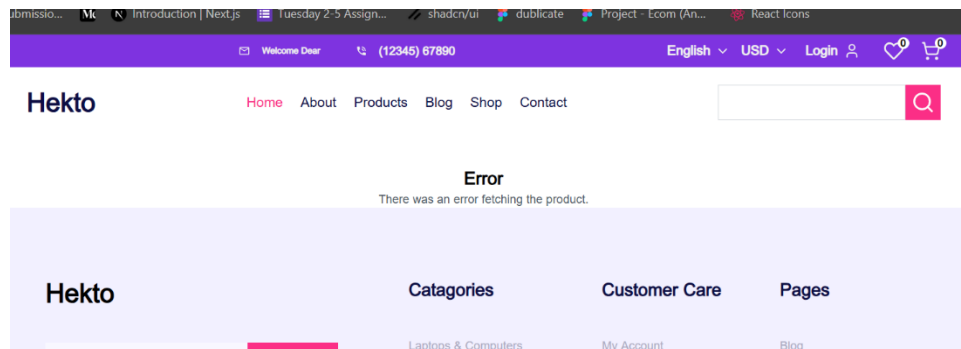 Introduction | Next.js Tuesday 2-5 Assign... shadcn/ui dublicate Project - Ecom (An... React Icons
Welcome Dear (12345) 67890 English USD Login 0 0
Hekto Home About Products Blog Shop Contact
Error
There was an error fetching the product.
Hekto Catagories Customer Care Pages
Laptops & Computers My Account Blog